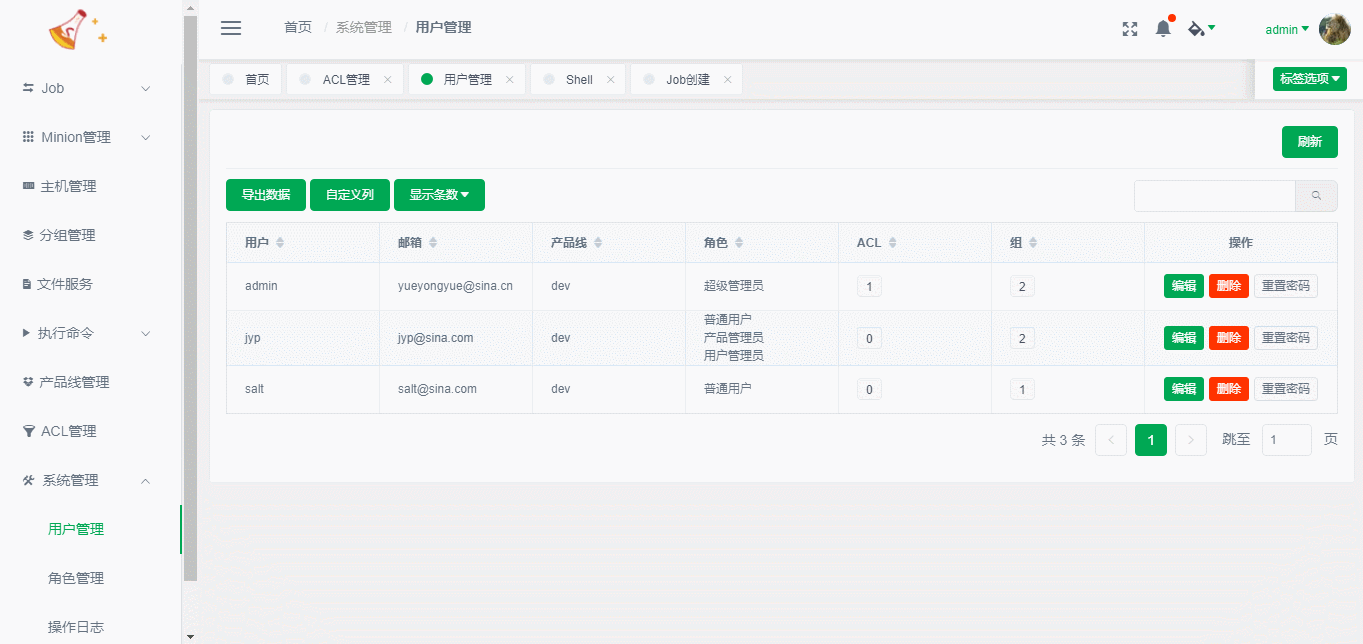 Job
Minion管理
主机管理
分组管理
文件服务
执行命令
产品线管理
ACL管理
系统管理
用户管理
角色管理
操作日志
首页 / 系统管理 / 用户管理
admin
首页 ACL管理 用户管理 Shell Job创建
标签选项
刷新
导出数据 自定义列 显示条数
用户 邮箱 产品线 角色 ACL 组 操作
admin yueyongyue@sina.cn dev 超级管理员 1 2 编辑 删除 重置密码
普通用户
jyp jyp@sina.com dev 产品管理员 0 2 编辑 删除 重置密码
用户管理员
salt salt@sina.com dev 普通用户 0 1 编辑 删除 重置密码
共 3 条 1 跳至 1 页